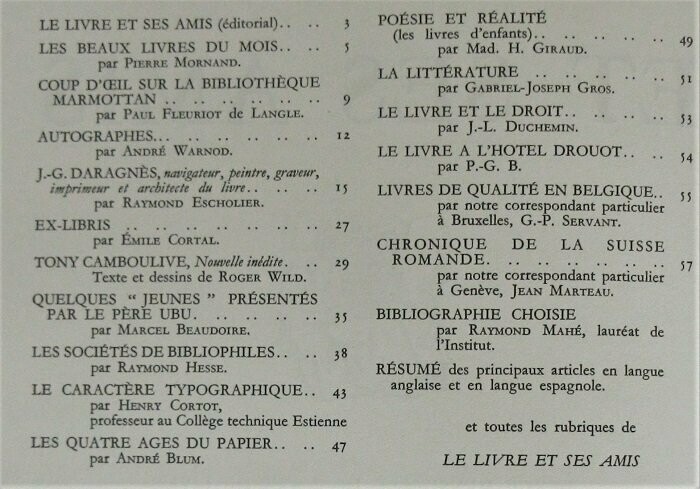 LE LIVRE ET SES AMIS (éditorial) . . 3
LES BEAUX LIVRES DU MOIS . . 5
par Pierre Mornand.
COUP D'ŒIL SUR LA BIBLIOTHÈQUE
MARMOTTAN . . . . . . . . . . . . 9
par Paul Fleuriot de Langle.
AUTOGRAPHES... . . . . . . . . . . 12
par André Warnod.
J.-G. DARAGNÈS, navigateur, peintre, graveur,
imprimeur et architecte du livre.. . . . . 15
par Raymond Escholier.
EX-LIBRIS . . . . . . . . . . . . . . 27
par Émile Cortal.
TONY CAMBOULIVE, Nouvelle inédite. . . . 29
Texte et dessins de Roger Wild.
QUELQUES “ JEUNES ” PRÉSENTÉS
PAR LE PÈRE UBU . . . . . . . . . . 35
par Marcel Beaudoire.
LES SOCIÉTÉS DE BIBLIOPHILES. . . . 38
par Raymond Hesse.
LE CARACTÈRE TYPOGRAPHIQUE. . . . 43
par Henry Cortot,
professeur au Collège technique Estienne
LES QUATRE AGES DU PAPIER. . . . 47
par André Blum.
POÉSIE ET RÉALITÉ
(les livres d'enfants). . . . . . . . . 49
par Mad. H. Giraud.
LA LITTÉRATURE . . . . . . . . . . 51
par Gabriel-Joseph Gros.
LE LIVRE ET LE DROIT. . . . . . . . 53
par J.-L. Duchemin.
LE LIVRE A L'HOTEL DROUOT. . . . 54
par P.-G. B.
LIVRES DE QUALITÉ EN BELGIQUE. . 55
par notre correspondant particulier
à Bruxelles, G.-P. Servant.
CHRONIQUE DE LA SUISSE
ROMANDE. . . . . . . . . . . . . 57
par notre correspondant particulier
à Genève, Jean Marteau.
BIBLIOGRAPHIE CHOISIE
par Raymond Mahé, lauréat de
l'Institut.
RÉSUMÉ des principaux articles en langue
anglaise et en langue espagnole.
et toutes les rubriques de
LE LIVRE ET SES AMIS